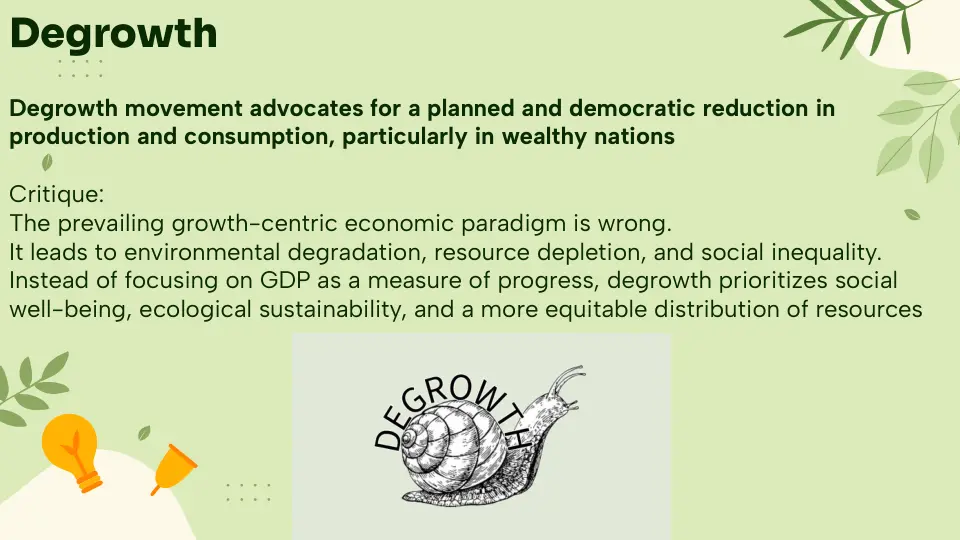 Degrowth
Degrowth movement advocates for a planned and democratic reduction in
production and consumption, particularly in wealthy nations
Critique:
The prevailing growth-centric economic paradigm is wrong.
It leads to environmental degradation, resource depletion, and social inequality.
Instead of focusing on GDP as a measure of progress, degrowth prioritizes social
well-being, ecological sustainability, and a more equitable distribution of resources
DEGROWTH